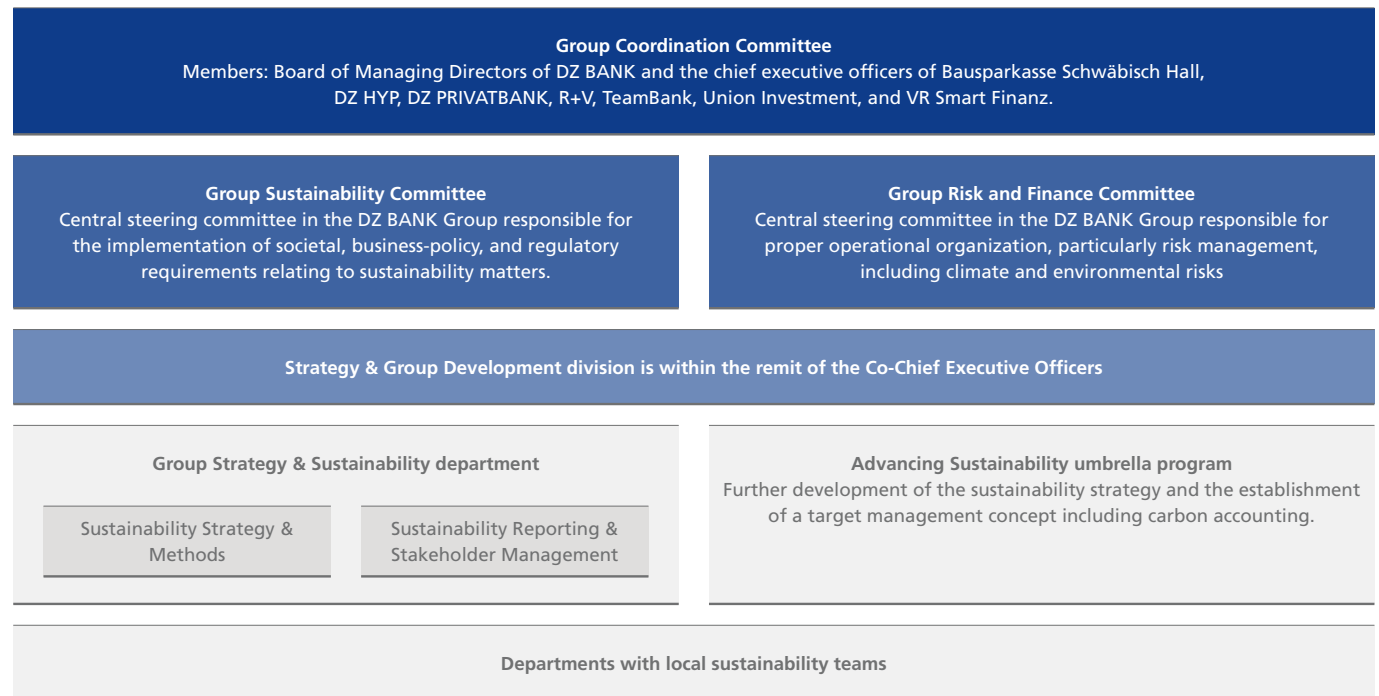 Group Coordination Committee
Members: Board of Managing Directors of DZ BANK and the chief executive officers of Bausparkasse Schwäbisch Hall,
DZ HYP, DZ PRIVATBANK, R+V, TeamBank, Union Investment, and VR Smart Finanz.
Group Sustainability Committee
Central steering committee in the DZ BANK Group responsible for
the implementation of societal, business-policy, and regulatory
requirements relating to sustainability matters.
Group Risk and Finance Committee
Central steering committee in the DZ BANK Group responsible for
proper operational organization, particularly risk management,
including climate and environmental risks
Strategy & Group Development division is within the remit of the Co-Chief Executive Officers
Group Strategy & Sustainability department
Sustainability Strategy &
Methods
Sustainability Reporting &
Stakeholder Management
Advancing Sustainability umbrella program
Further development of the sustainability strategy and the establishment
of a target management concept including carbon accounting.
Departments with local sustainability teams